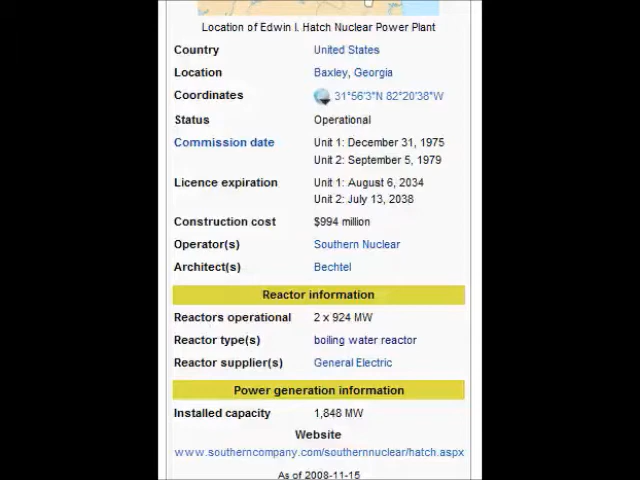 Location of Edwin I. Hatch Nuclear Power Plant
Country United States
Location Baxley, Georgia
Coordinates 31°56′3″N 82°20′38″W
Status Operational
Commission date Unit 1: December 31, 1975
Unit 2: September 5, 1979
Licence expiration Unit 1: August 6, 2034
Unit 2: July 13, 2038
Construction cost $994 million
Operator(s) Southern Nuclear
Architect(s) Bechtel
Reactor information
Reactors operational 2 x 924 MW
Reactor type(s) boiling water reactor
Reactor supplier(s) General Electric
Power generation information
Installed capacity 1,848 MW
Website
www.southerncompany.com/southernnuclear/hatch.aspx
As of 2008-11-15